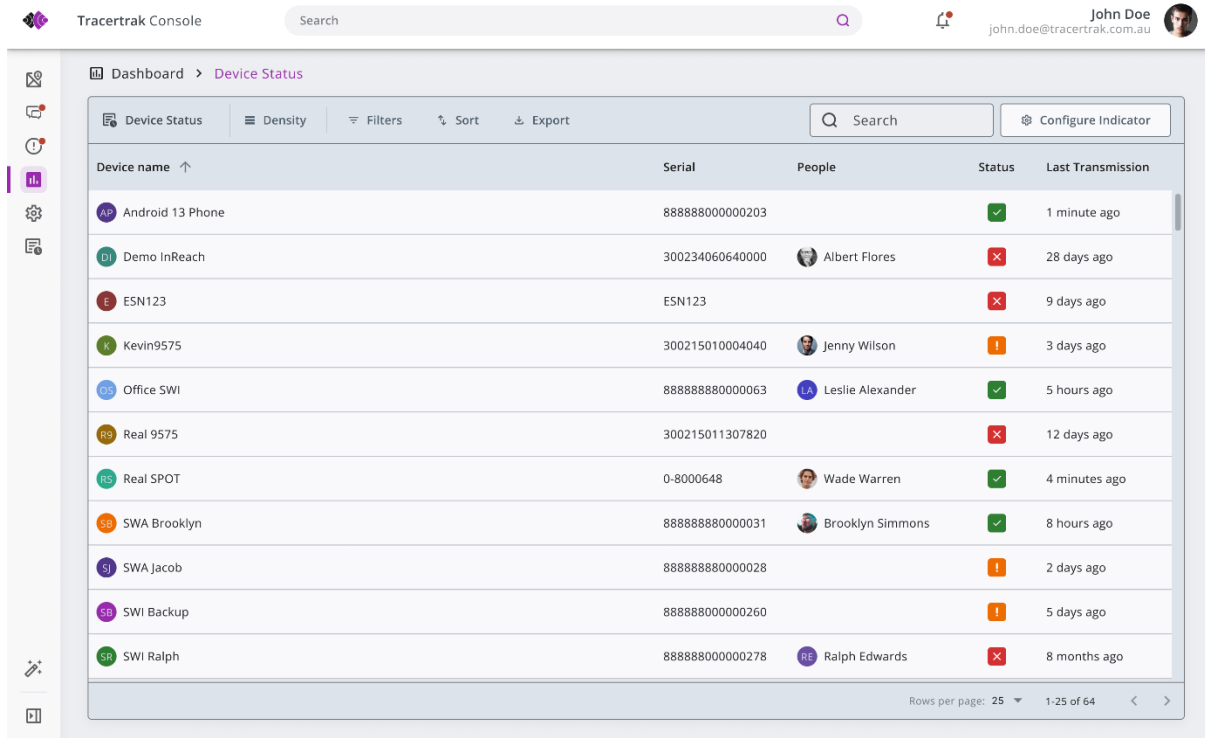 Tracertrak Console
Search
John Doe
john.doe@tracertrak.com.au
Dashboard > Device Status
Device Status Density Filters Sort Export Search Configure Indicator
Device name Serial People Status Last Transmission
AP Android 13 Phone 888888000000203 1 minute ago
DI Demo InReach 300234060640000 Albert Flores 28 days ago
E ESN123 ESN123 9 days ago
K Kevin9575 300215010004040 Jenny Wilson 3 days ago
OS Office SWI 888888880000063 LA Leslie Alexander 5 hours ago
R9 Real 9575 300215011307820 12 days ago
RS Real SPOT 0-8000648 Wade Warren 4 minutes ago
SB SWA Brooklyn 888888880000031 Brooklyn Simmons 8 hours ago
SJ SWA Jacob 888888880000028 2 days ago
SB SWI Backup 888888000000260 5 days ago
SR SWI Ralph 888888000000278 RE Ralph Edwards 8 months ago
Rows per page: 25 1-25 of 64